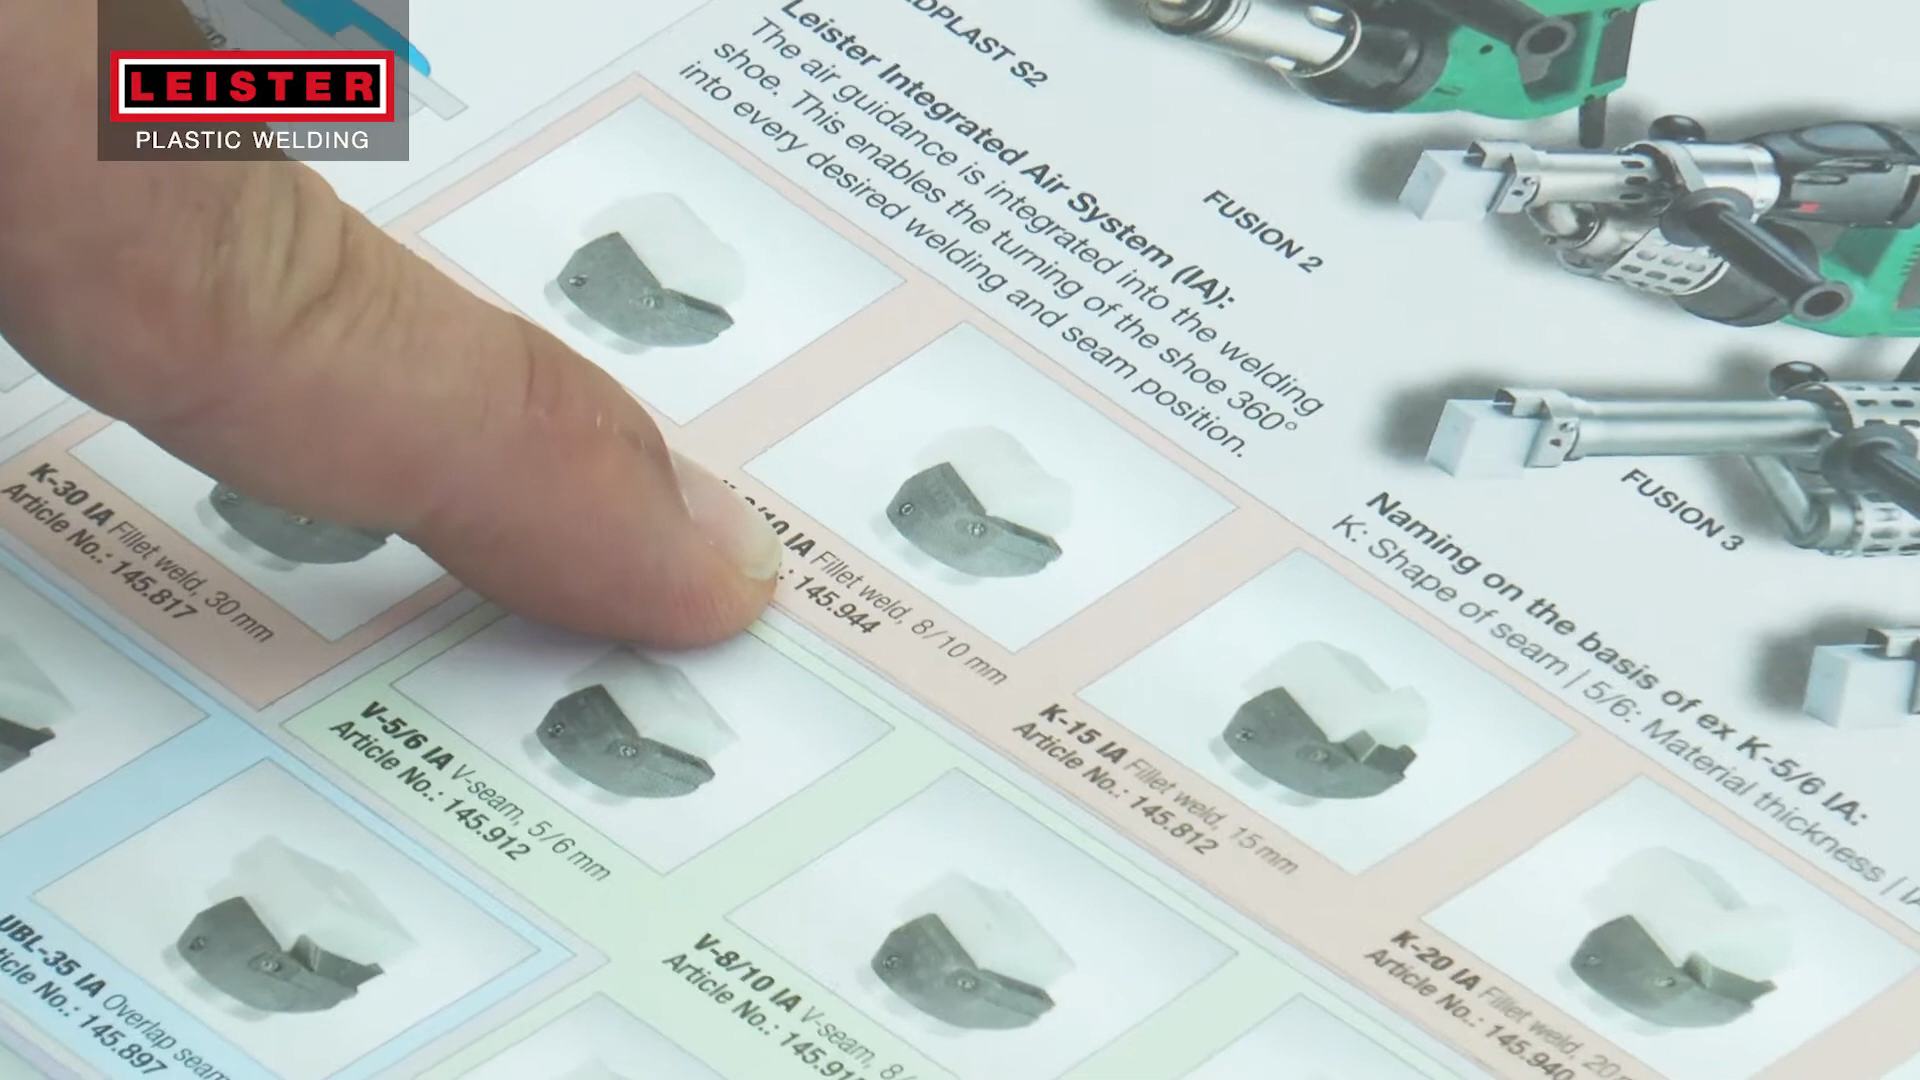 LEISTER
PLASTIC WELDING
S2
Leister Integrated Air System (IA):
The air guidance is integrated into the welding
shoe. This enables the turning of the shoe 360°
into every desired welding and seam position.
FUSION 2
FUSION 3
Naming on the basis of ex K-5/6 IA:
K: Shape of seam | 5/6: Material thickness |
K-30 IA Fillet weld, 30 mm
Article No.: 145.817
IA Fillet weld, 8/10 mm
145.944
K-15 IA Fillet weld, 15 mm
Article No.: 145.812
K-20 IA Fillet weld,
Article No.: 145.940
V-5/6 IA V-seam, 5/6 mm
Article No.: 145.912
V-8/10 IA V-seam,
Article No.:
UBL-35 IA Overlap seam
145.897